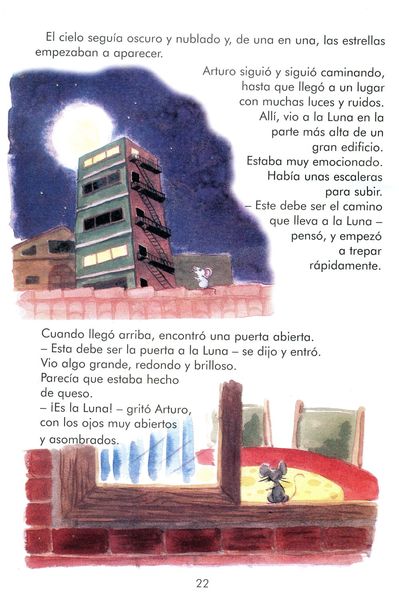 El cielo seguía oscuro y nublado y, de una en una, las estrellas
empezaban a aparecer.
Arturo siguió y siguió caminando,
hasta que llegó a un lugar
con muchas luces y ruidos.
Allí, vio a la Luna en la
parte más alta de un
gran edificio.
Estaba muy emocionado.
Había unas escaleras
para subir.
– Este debe ser el camino
que lleva a la Luna –
pensó, y empezó
a trepar
rápidamente.
Cuando llegó arriba, encontró una puerta abierta.
– Esta debe ser la puerta a la Luna – se dijo y entró.
Vio algo grande, redondo y brilloso.
Parecía que estaba hecho
de queso.
– ¡Es la Luna! – gritó Arturo,
con los ojos muy abiertos
y asombrados.
22